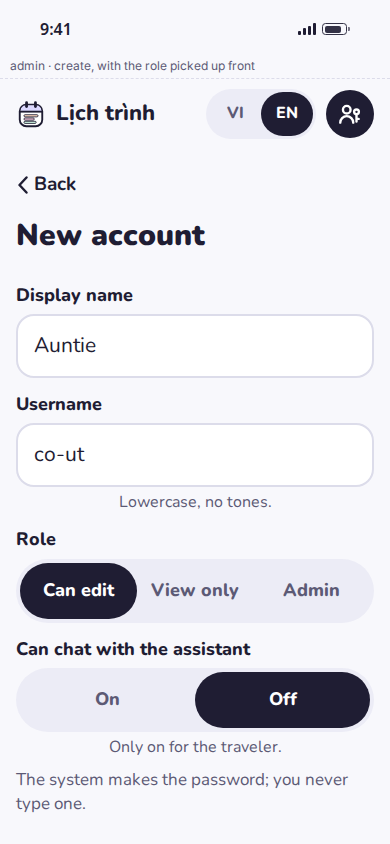 9:41
admin · create, with the role picked up front
Lịch trình
VI
EN
Back
New account
Display name
Auntie
Username
co-ut
Lowercase, no tones.
Role
Can edit
View only
Admin
Can chat with the assistant
On
Off
Only on for the traveler.
The system makes the password; you never
type one.